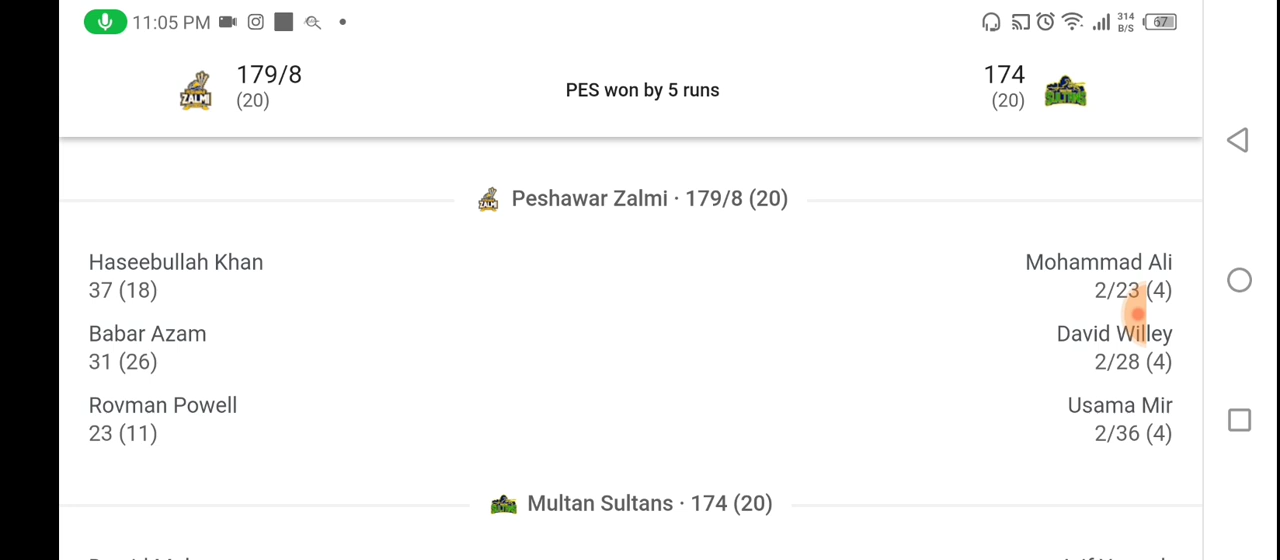 11:05 PM
314
B/S
67
ZALMI
179/8
(20)
PES won by 5 runs
174
(20)
SULTANS
Peshawar Zalmi · 179/8 (20)
Haseebullah Khan
37 (18)
Mohammad Ali
2/23 (4)
Babar Azam
31 (26)
David Willey
2/28 (4)
Rovman Powell
23 (11)
Usama Mir
2/36 (4)
Multan Sultans · 174 (20)